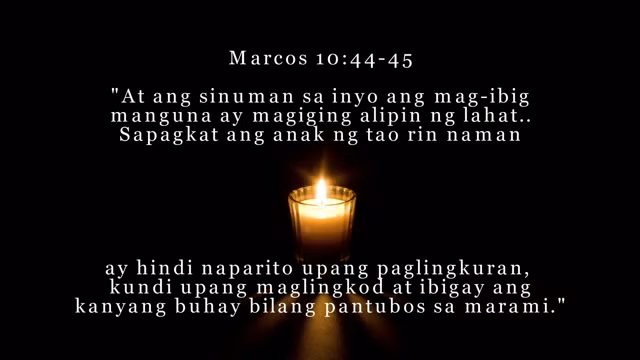 Marcos 10:44-45
"At ang sinuman sa inyo ang mag-ibig
manguna ay magiging alipin ng lahat..
Sapagkat ang anak ng tao rin naman
ay hindi naparito upang paglingkuran,
kundi upang maglingkod at ibigay ang
kanyang buhay bilang pantubos sa marami."